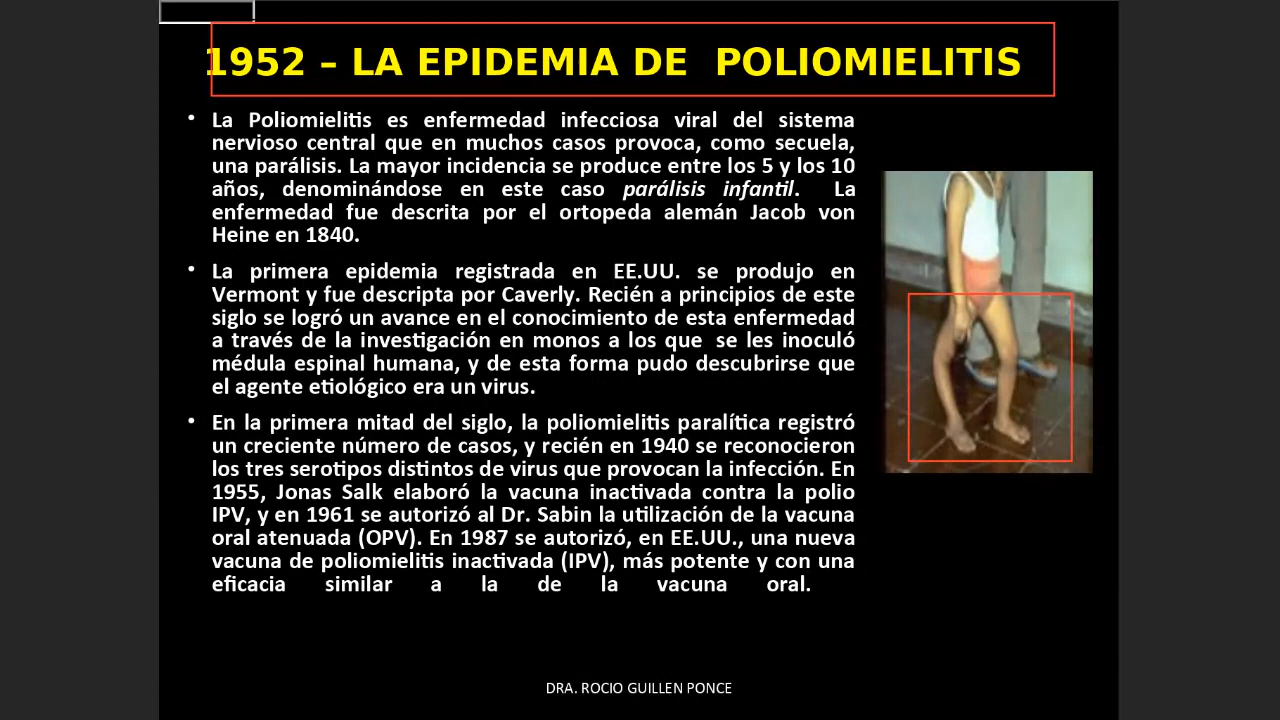 1952 – LA EPIDEMIA DE POLIOMIELITIS
• La Poliomielitis es enfermedad infecciosa viral del sistema
nervioso central que en muchos casos provoca, como secuela,
una parálisis. La mayor incidencia se produce entre los 5 y los 10
años, denominándose en este caso parálisis infantil. La
enfermedad fue descrita por el ortopeda alemán Jacob von
Heine en 1840.
• La primera epidemia registrada en EE.UU. se produjo en
Vermont y fue descripta por Caverly. Recién a principios de este
siglo se logró un avance en el conocimiento de esta enfermedad
a través de la investigación en monos a los que se les inoculó
médula espinal humana, y de esta forma pudo descubrirse que
el agente etiológico era un virus.
• En la primera mitad del siglo, la poliomielitis paralítica registró
un creciente número de casos, y recién en 1940 se reconocieron
los tres serotipos distintos de virus que provocan la infección. En
1955, Jonas Salk elaboró la vacuna inactivada contra la polio
IPV, y en 1961 se autorizó al Dr. Sabin la utilización de la vacuna
oral atenuada (OPV). En 1987 se autorizó, en EE.UU., una nueva
vacuna de poliomielitis inactivada (IPV), más potente y con una
eficacia similar a la de la vacuna oral.
DRA. ROCIO GUILLEN PONCE